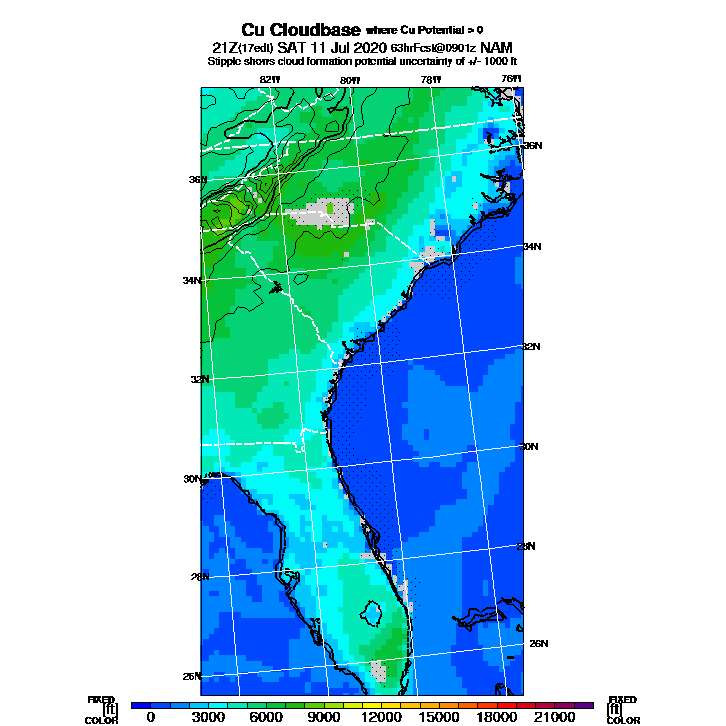 Cu Cloudbase where Cu Potential > 0
21Z(17edt) SAT 11 Jul 2020 63hrFcst@0901z NAM
Stipple shows cloud formation potential uncertainty of +/- 1000 ft
82W 80W 78W 76W
36N
36N
34N
34N
32N
32N
30N
30N
28N
28N
26N
26N
FIXED FIXED
[ft] [ft]
COLOR 0 3000 6000 9000 12000 15000 18000 21000 COLOR